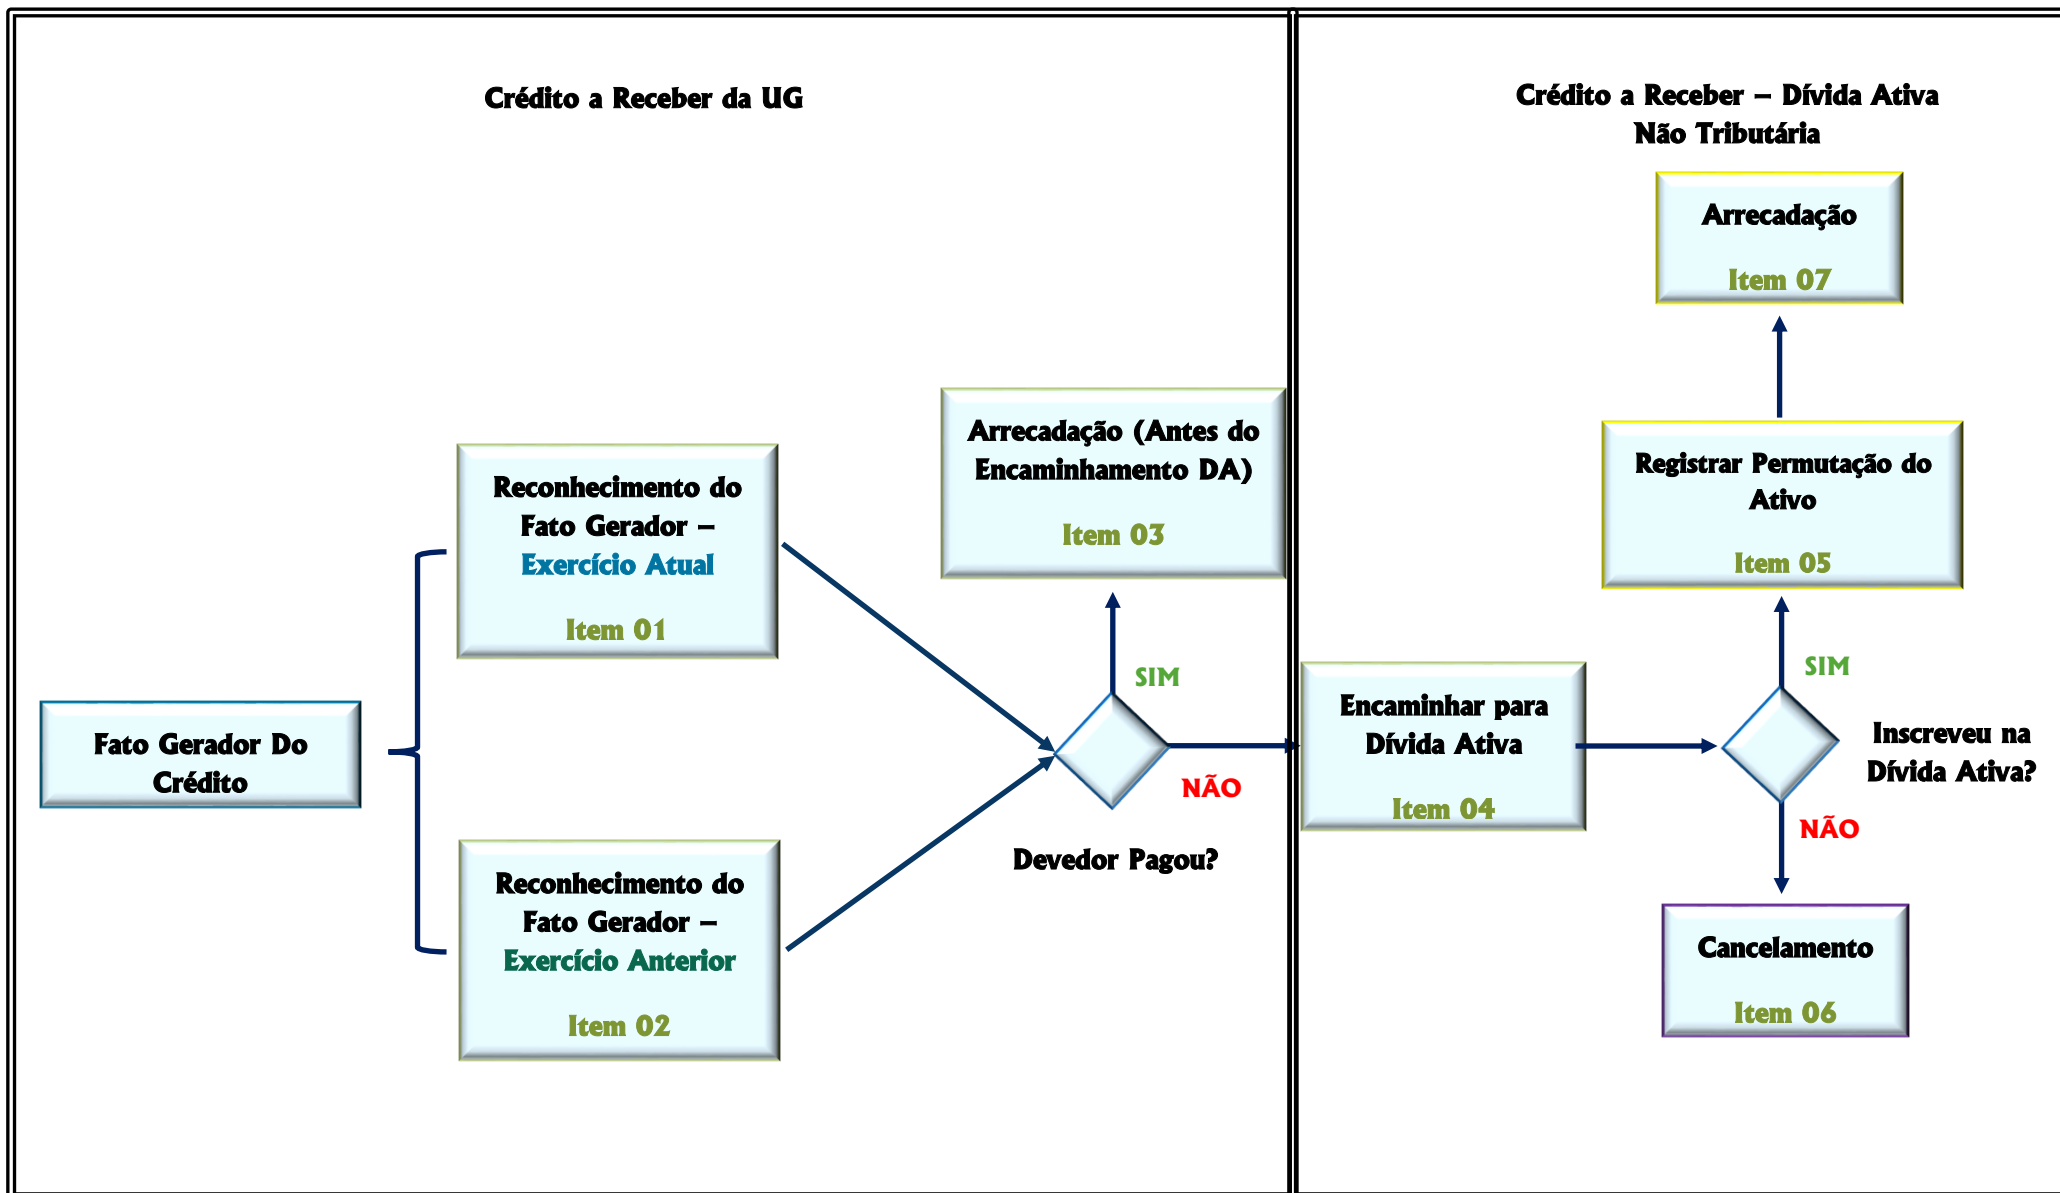 Crédito a Receber da UG
Crédito a Receber – Dívida Ativa
Não Tributária
Arrecadação
Item 07
Arrecadação (Antes do
Encaminhamento DA)
Item 03
Registrar Permutação do
Ativo
Item 05
Reconhecimento do
Fato Gerador –
Exercício Atual
Item 01
SIM
SIM
Fato Gerador Do
Crédito
Encaminhar para
Dívida Ativa
Item 04
Inscreveu na
Dívida Ativa?
NÃO
NÃO
Devedor Pagou?
Reconhecimento do
Fato Gerador –
Exercício Anterior
Item 02
Cancelamento
Item 06